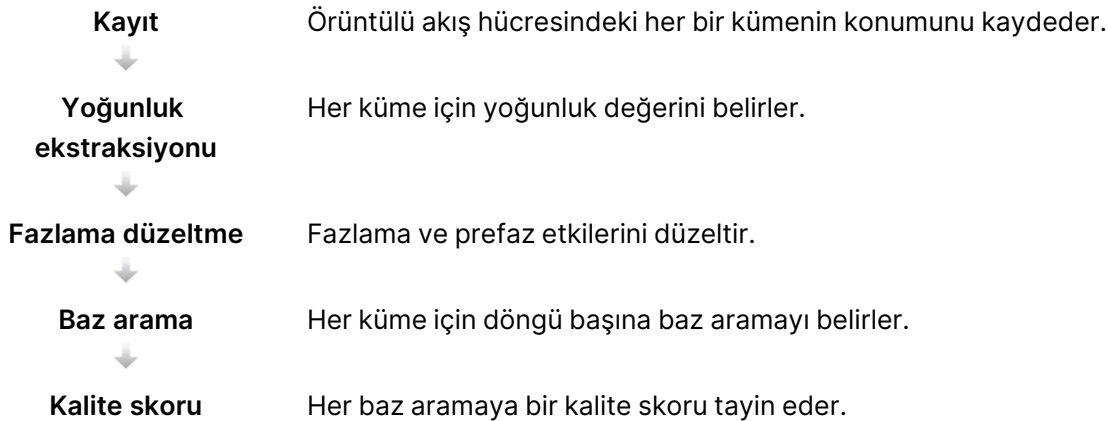 Kayıt Örüntülü akış hücresindeki her bir kümenin konumunu kaydeder.
Yoğunluk Her küme için yoğunluk değerini belirler.
ekstraksiyonu
Fazlama düzeltme Fazlama ve prefaz etkilerini düzeltir.
Baz arama Her küme için döngü başına baz aramayı belirler.
Kalite skoru Her baz aramaya bir kalite skoru tayin eder.